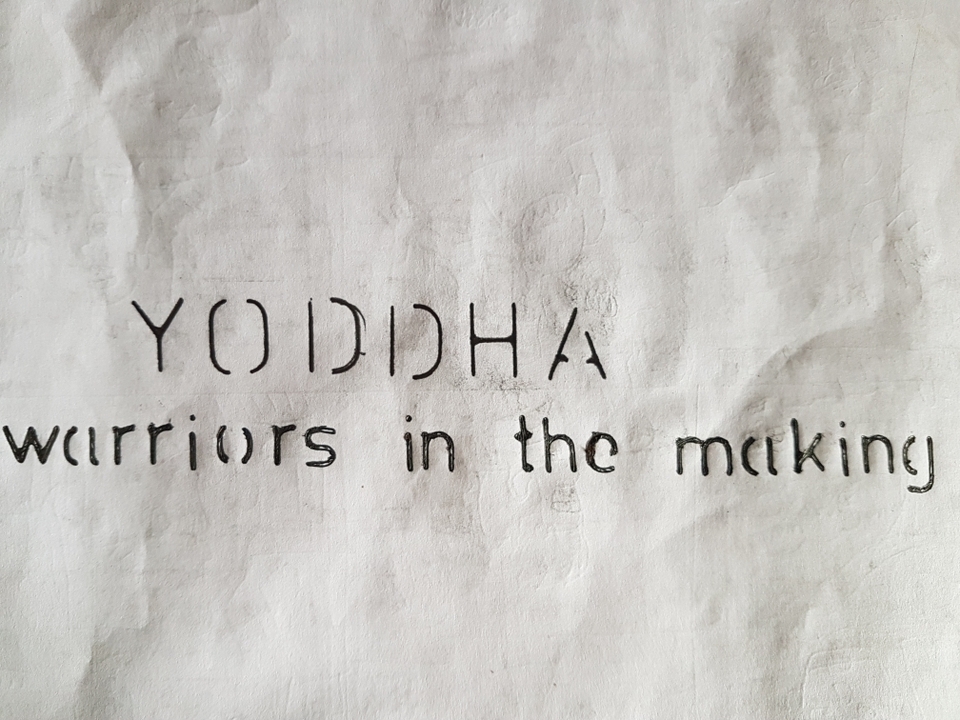 YODDHA
warriors in the making